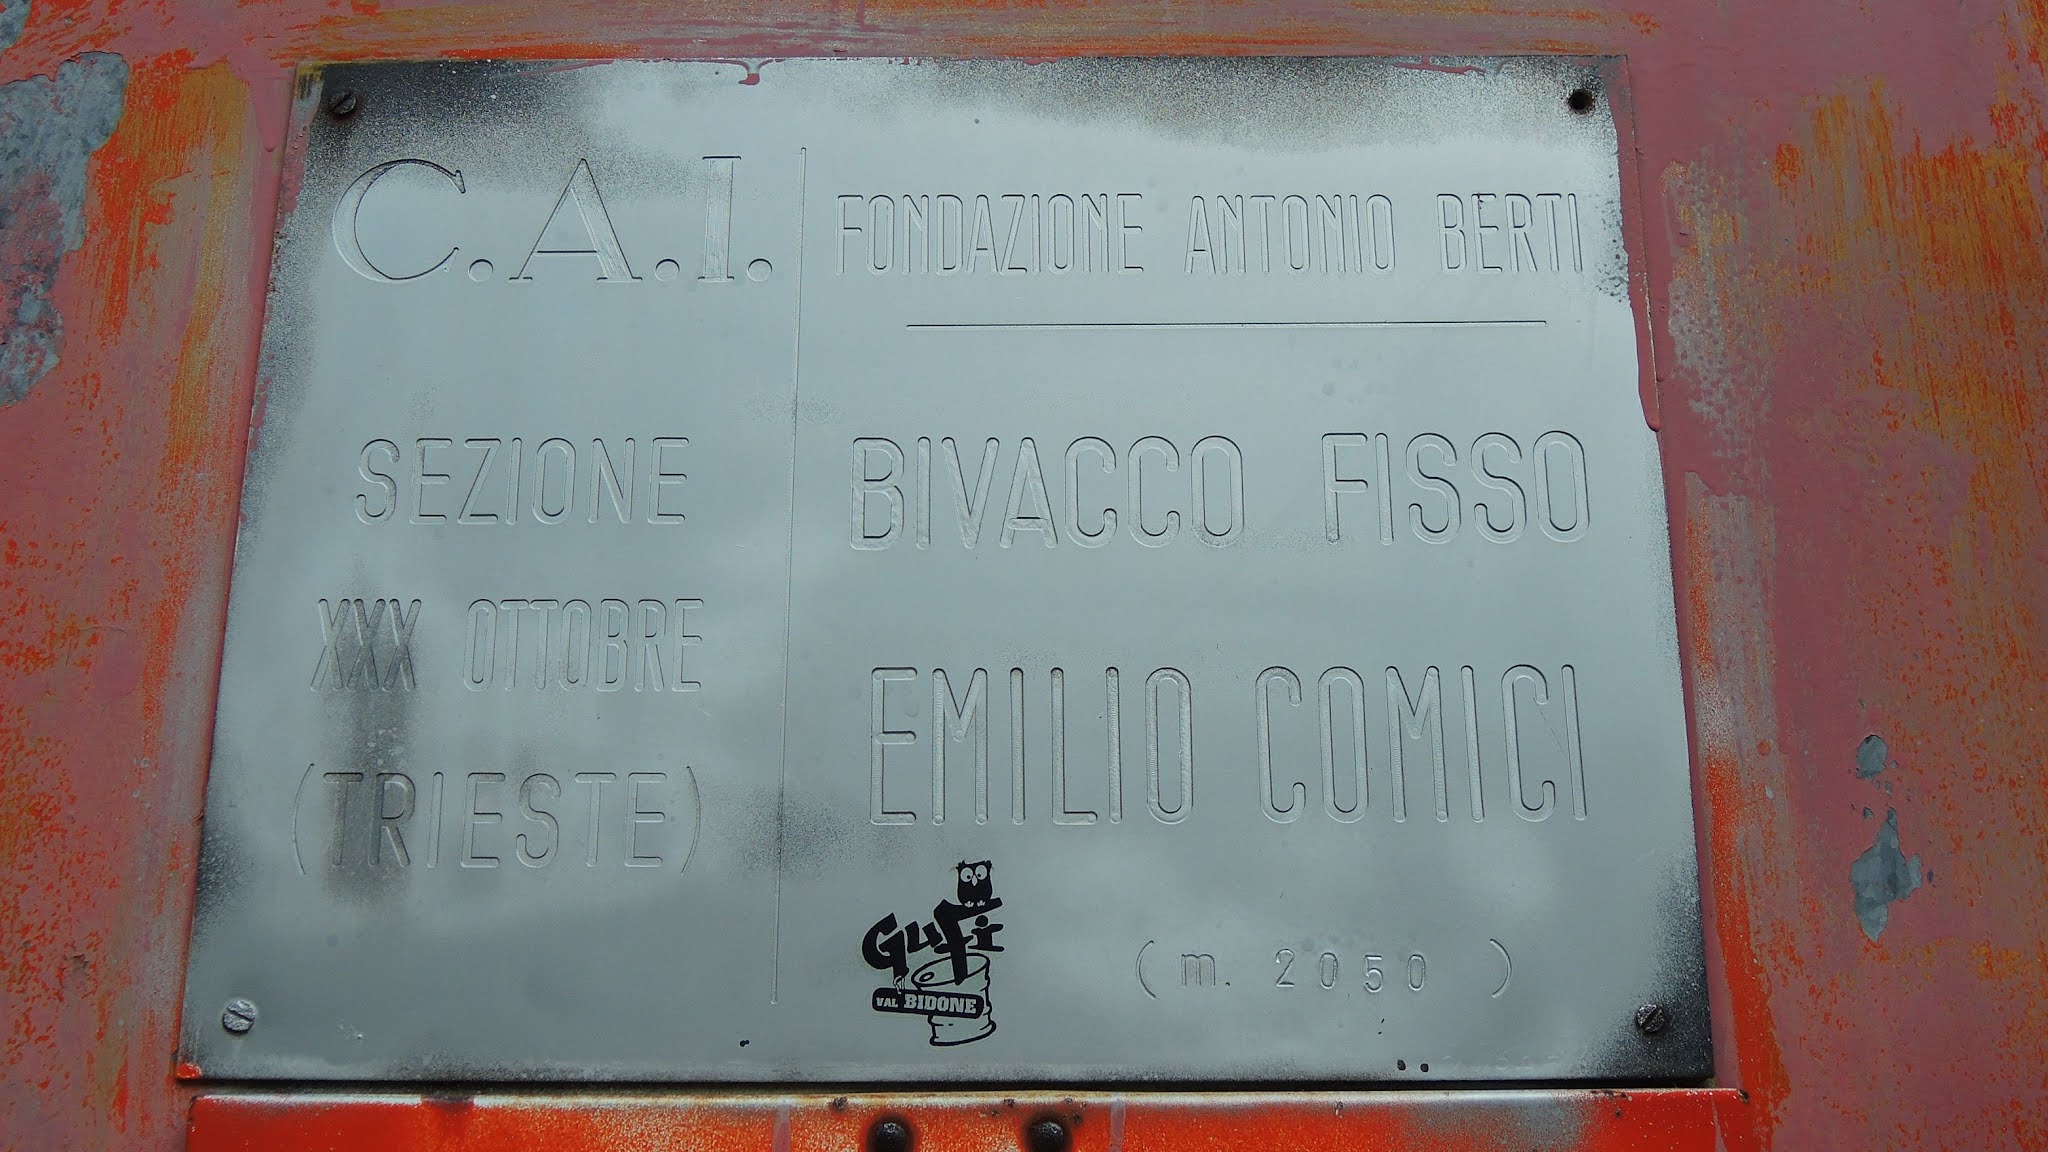 C.A.I.
SEZIONE
XXX OTTOBRE
(TRIESTE)
FONDAZIONE ANTONIO BERTI
BIVACCO FISSO
EMILIO COMICI
(m. 2050 )
Gufi
VAL BIDONE